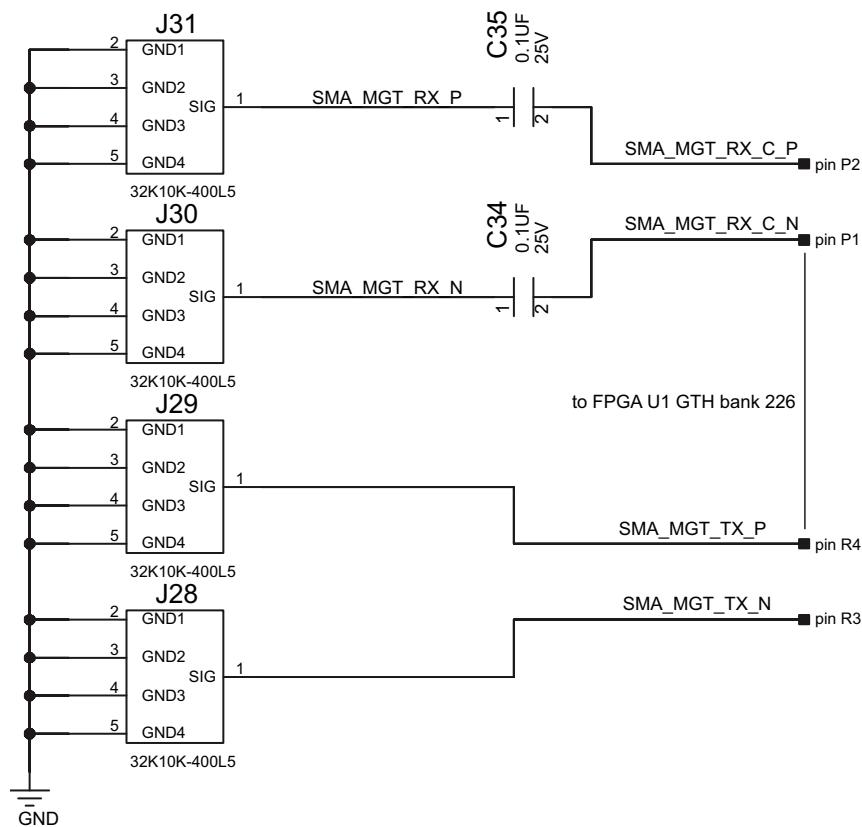 J31
2 GND1
3 GND2
SIG 1
4 GND3
5 GND4
32K10K-400L5
SMA_MGT_RX_P
C35
0.1UF
25V
1 2
SMA_MGT_RX_C_P
pin P2
J30
2 GND1
3 GND2
SIG 1
4 GND3
5 GND4
32K10K-400L5
SMA_MGT_RX_N
C34
0.1UF
25V
1 2
SMA_MGT_RX_C_N
pin P1
to FPGA U1 GTH bank 226
J29
2 GND1
3 GND2
SIG 1
4 GND3
5 GND4
32K10K-400L5
SMA_MGT_TX_P
pin R4
J28
2 GND1
3 GND2
SIG 1
4 GND3
5 GND4
32K10K-400L5
SMA_MGT_TX_N
pin R3
GND